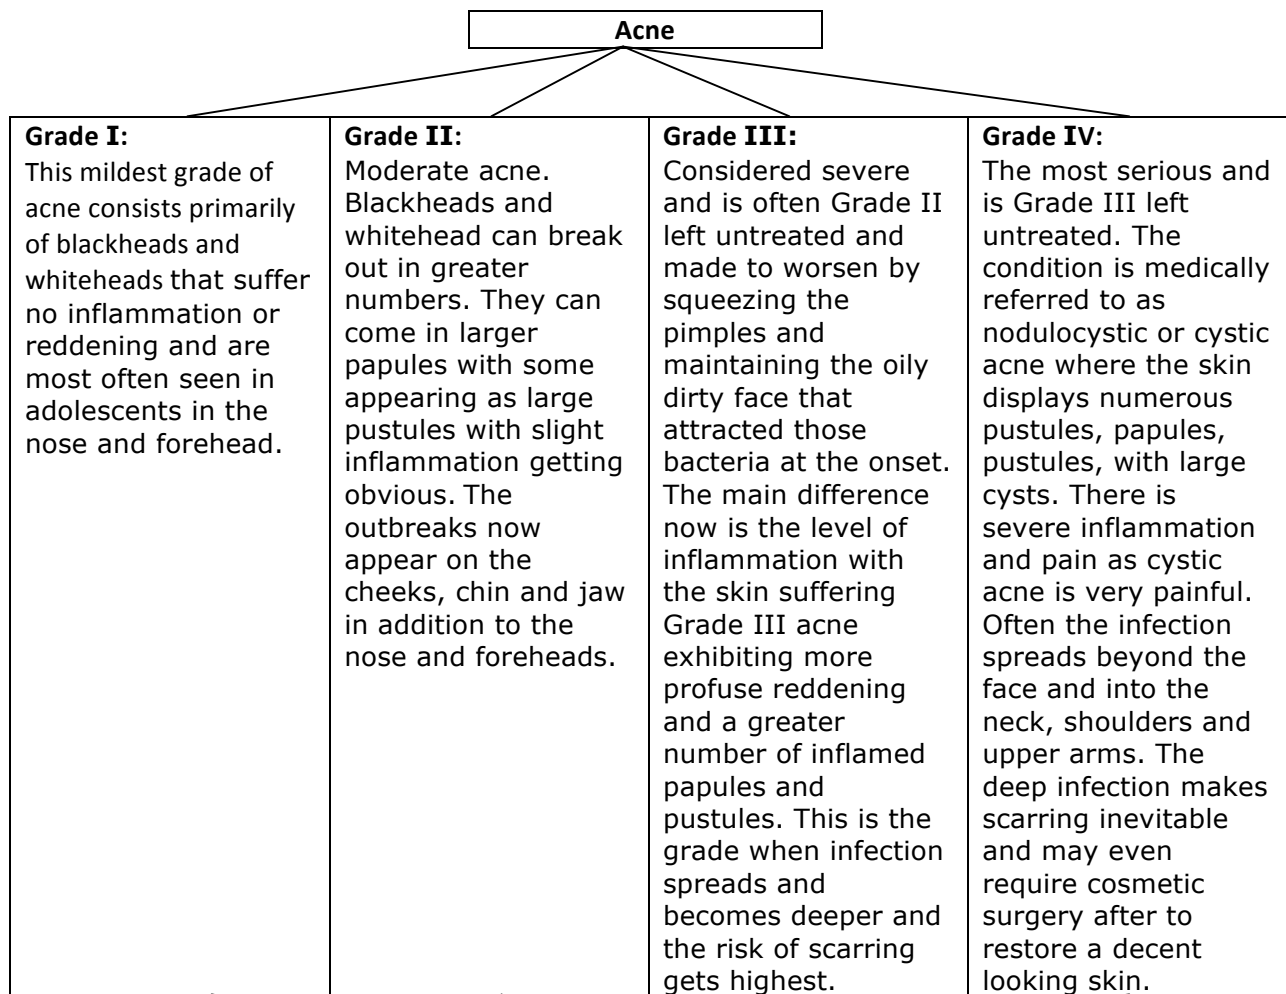 Acne
Grade I:
This mildest grade of
acne consists primarily
of blackheads and
whiteheads that suffer
no inflammation or
reddening and are
most often seen in
adolescents in the
nose and forehead.
Grade II:
Moderate acne.
Blackheads and
whitehead can break
out in greater
numbers. They can
come in larger
papules with some
appearing as large
pustules with slight
inflammation getting
obvious. The
outbreaks now
appear on the
cheeks, chin and jaw
in addition to the
nose and foreheads.
Grade III:
Considered severe
and is often Grade II
left untreated and
made to worsen by
squeezing the
pimples and
maintaining the oily
dirty face that
attracted those
bacteria at the onset.
The main difference
now is the level of
inflammation with
the skin suffering
Grade III acne
exhibiting more
profuse reddening
and a greater
number of inflamed
papules and
pustules. This is the
grade when infection
spreads and
becomes deeper and
the risk of scarring
gets highest.
Grade IV:
The most serious and
is Grade III left
untreated. The
condition is medically
referred to as
nodulocystic or cystic
acne where the skin
displays numerous
pustules, papules,
pustules, with large
cysts. There is
severe inflammation
and pain as cystic
acne is very painful.
Often the infection
spreads beyond the
face and into the
neck, shoulders and
upper arms. The
deep infection makes
scarring inevitable
and may even
require cosmetic
surgery after to
restore a decent
looking skin.